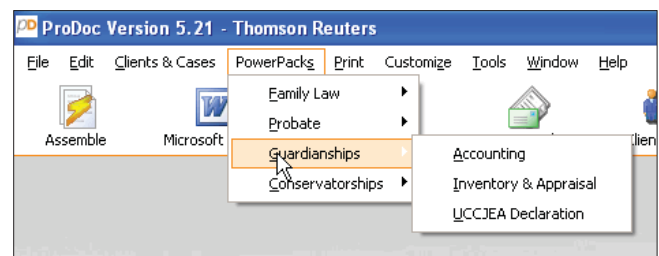 PD ProDoc Version 5.21 - Thomson Reuters
File Edit Clients & Cases PowerPacks Print Customize Tools Window Help
Family Law
Probate
Guardianships
Conservatorships
Accounting
Inventory & Appraisal
UCCJEA Declaration
Assemble Microsoft